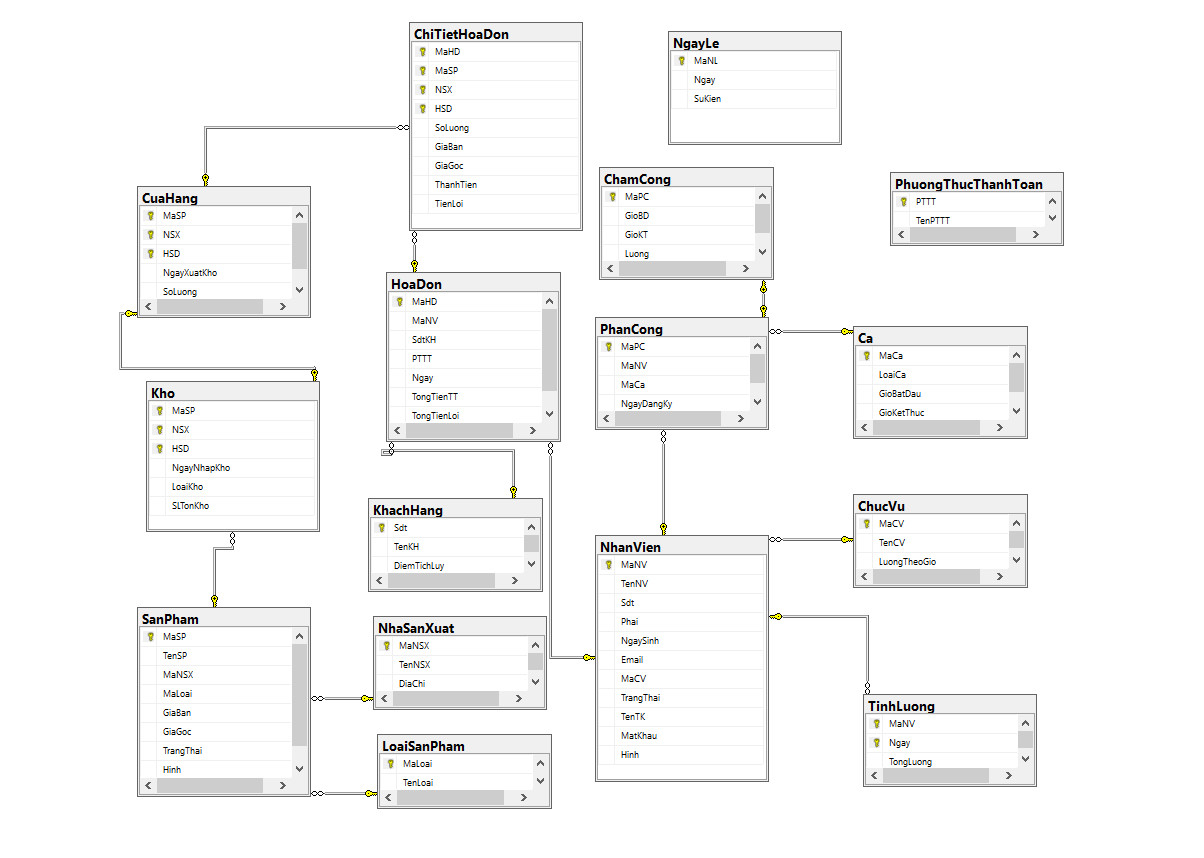 ChiTietHoaDon
MaHD
MaSP
NSX
HSD
SoLuong
GiaBan
GiaGoc
ThanhTien
TienLoi
NgayLe
MaNL
Ngay
SuKien
ChamCong
MaPC
GioBD
GioKT
Luong
PhuongThucThanhToan
PTTT
TenPTTT
CuaHang
MaSP
NSX
HSD
NgayXuatKho
SoLuong
HoaDon
MaHD
MaNV
SdtKH
PTTT
Ngay
TongTienTT
TongTienLoi
PhanCong
MaPC
MaNV
MaCa
NgayDangKy
Ca
MaCa
LoaiCa
GioBatDau
GioKetThuc
Kho
MaSP
NSX
HSD
NgayNhapKho
LoaiKho
SLTonKho
KhachHang
Sdt
TenKH
DiemTichLuy
ChucVu
MaCV
TenCV
LuongTheoGio
NhanVien
MaNV
TenNV
Sdt
Phai
NgaySinh
Email
MaCV
TrangThai
TenTK
MatKhau
Hinh
SanPham
MaSP
TenSP
MaNSX
MaLoai
GiaBan
GiaGoc
TrangThai
Hinh
NhaSanXuat
MaNSX
TenNSX
DiaChi
LoaiSanPham
MaLoai
TenLoai
TinhLuong
MaNV
Ngay
TongLuong